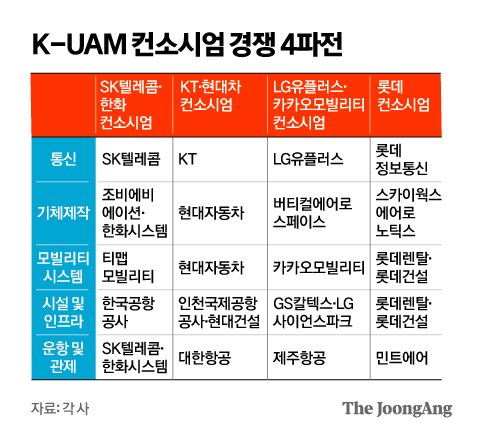 K-UAM 컨소시엄 경쟁 4파전
SK텔레콤· KT·현대차 LG유플러스· 롯데
한화 컨소시엄 카카오모빌리티 컨소시엄
컨소시엄 컨소시엄
통신 SK텔레콤 KT LG유플러스 롯데
정보통신
기체제작 조비에비 현대자동차 버티컬에어로 스카이웍스
에이션· 스페이스 에어로
한화시스템 노틱스
모빌리티 티맵 현대자동차 카카오모빌리티 롯데렌탈·
시스템 모빌리티 롯데건설
시설 및 한국공항 인천국제공항 GS칼텍스·LG 롯데렌탈·
인프라 공사 공사·현대건설 사이언스파크 롯데건설
운항 및 SK텔레콤· 대한항공 제주항공 민트에어
관제 한화시스템
자료: 각 사 The JoongAng